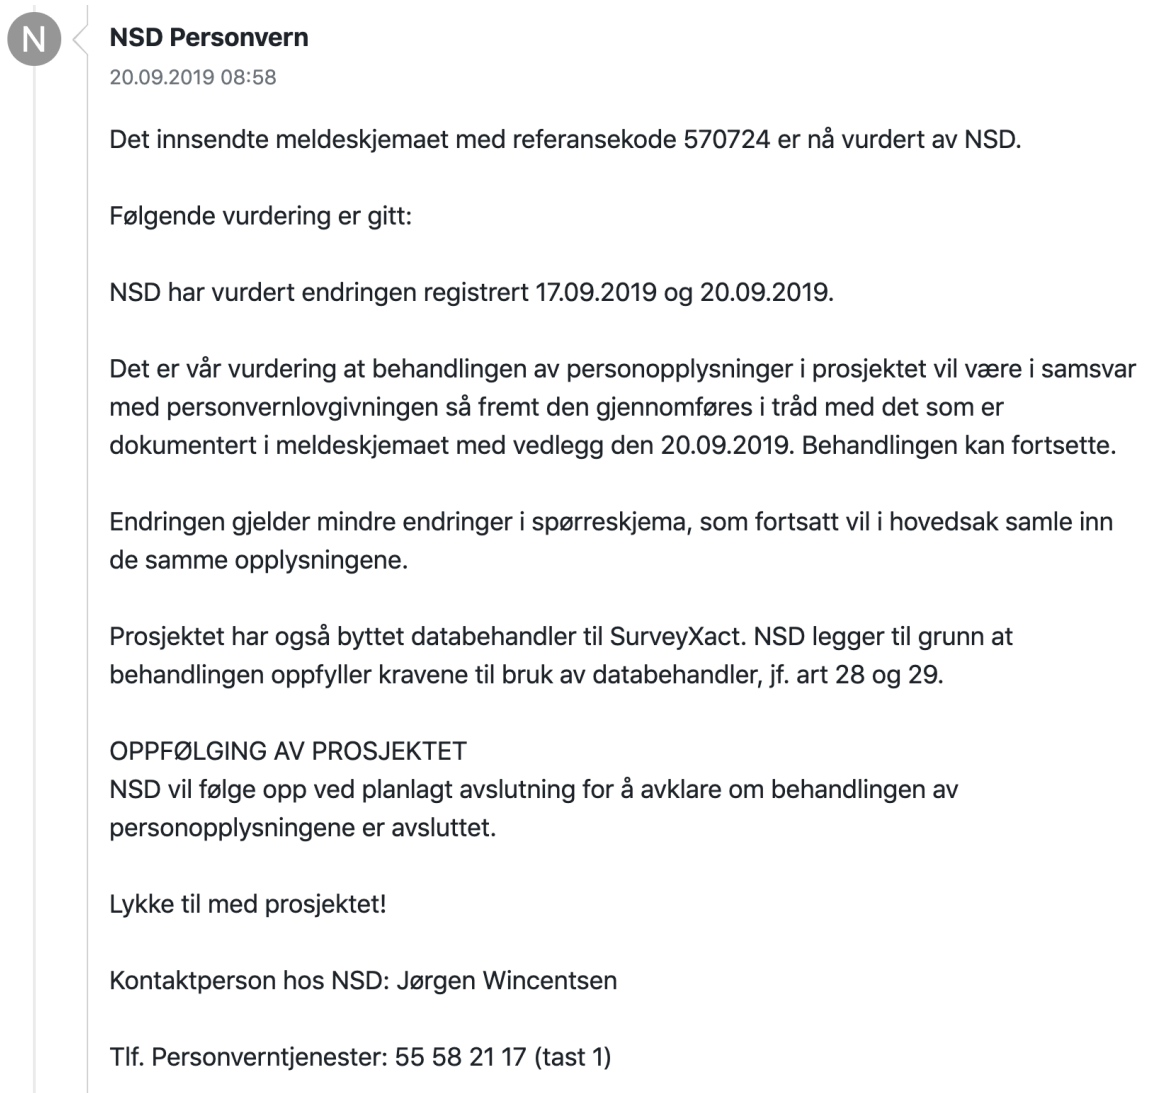 N
NSD Personvern
20.09.2019 08:58
Det innsendte meldeskjemaet med referansekode 570724 er nå vurdert av NSD.
Følgende vurdering er gitt:
NSD har vurdert endringen registrert 17.09.2019 og 20.09.2019.
Det er vår vurdering at behandlingen av personopplysninger i prosjektet vil være i samsvar
med personvernlovgivningen så fremt den gjennomføres i tråd med det som er
dokumentert i meldeskjemaet med vedlegg den 20.09.2019. Behandlingen kan fortsette.
Endringen gjelder mindre endringer i spørreskjema, som fortsatt vil i hovedsak samle inn
de samme opplysningene.
Prosjektet har også byttet databehandler til SurveyXact. NSD legger til grunn at
behandlingen oppfyller kravene til bruk av databehandler, jf. art 28 og 29.
OPPFØLGING AV PROSJEKTET
NSD vil følge opp ved planlagt avslutning for å avklare om behandlingen av
personopplysningene er avsluttet.
Lykke til med prosjektet!
Kontaktperson hos NSD: Jørgen Wincentsen
Tlf. Personverntjenester: 55 58 21 17 (tast 1)